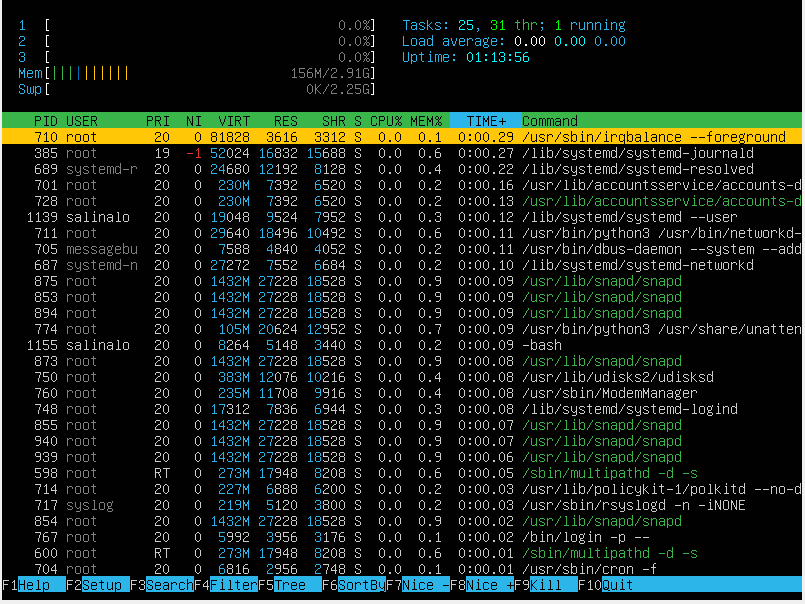 1 [ 0.0%] Tasks: 25, 31 thr; 1 running
2 [ 0.0%] Load average: 0.00 0.00 0.00
3 [ 0.0%] Uptime: 01:13:56
Mem[|||||||||| 156M/2.91G]
Swp[ 0K/2.25G]
PID USER PRI NI VIRT RES SHR S CPU% MEM% TIME+ Command
710 root 20 0 81828 3616 3312 S 0.0 0.1 0:00.29 /usr/sbin/irqbalance --foreground
385 root 19 -1 52024 16832 15688 S 0.0 0.6 0:00.27 /lib/systemd/systemd-journald
689 systemd-r 20 0 24680 12192 8128 S 0.0 0.4 0:00.22 /lib/systemd/systemd-resolved
701 root 20 0 230M 7392 6520 S 0.0 0.2 0:00.16 /usr/lib/accountsservice/accounts-d
728 root 20 0 230M 7392 6520 S 0.0 0.2 0:00.13 /usr/lib/accountsservice/accounts-d
1139 salinalo 20 0 19048 9524 7952 S 0.0 0.3 0:00.12 /lib/systemd/systemd --user
711 root 20 0 29640 18496 10492 S 0.0 0.6 0:00.11 /usr/bin/python3 /usr/bin/networkd-
705 messagebu 20 0 7588 4840 4052 S 0.0 0.2 0:00.11 /usr/bin/dbus-daemon --system --add
687 systemd-n 20 0 27272 7552 6684 S 0.0 0.2 0:00.10 /lib/systemd/systemd-networkd
875 root 20 0 1432M 27228 18528 S 0.0 0.9 0:00.09 /usr/lib/snapd/snapd
853 root 20 0 1432M 27228 18528 S 0.0 0.9 0:00.09 /usr/lib/snapd/snapd
894 root 20 0 1432M 27228 18528 S 0.0 0.9 0:00.09 /usr/lib/snapd/snapd
774 root 20 0 105M 20624 12952 S 0.0 0.7 0:00.09 /usr/bin/python3 /usr/share/unatten
1155 salinalo 20 0 8264 5148 3440 S 0.0 0.2 0:00.09 -bash
873 root 20 0 1432M 27228 18528 S 0.0 0.9 0:00.08 /usr/lib/snapd/snapd
750 root 20 0 383M 12076 10216 S 0.0 0.4 0:00.08 /usr/lib/udisks2/udisksd
760 root 20 0 235M 11708 9916 S 0.0 0.4 0:00.08 /usr/sbin/ModemManager
748 root 20 0 17312 7836 6944 S 0.0 0.3 0:00.08 /lib/systemd/systemd-logind
855 root 20 0 1432M 27228 18528 S 0.0 0.9 0:00.07 /usr/lib/snapd/snapd
940 root 20 0 1432M 27228 18528 S 0.0 0.9 0:00.07 /usr/lib/snapd/snapd
939 root 20 0 1432M 27228 18528 S 0.0 0.9 0:00.06 /usr/lib/snapd/snapd
598 root RT 0 273M 17948 8208 S 0.0 0.6 0:00.05 /sbin/multipathd -d -s
714 root 20 0 227M 6888 6200 S 0.0 0.2 0:00.03 /usr/lib/policykit-1/polkitd --no-d
717 syslog 20 0 219M 5120 3800 S 0.0 0.2 0:00.03 /usr/sbin/rsyslogd -n -iNONE
854 root 20 0 1432M 27228 18528 S 0.0 0.9 0:00.02 /usr/lib/snapd/snapd
767 root 20 0 5992 3956 3176 S 0.0 0.1 0:00.02 /bin/login -p --
600 root RT 0 273M 17948 8208 S 0.0 0.6 0:00.01 /sbin/multipathd -d -s
704 root 20 0 6816 2956 2748 S 0.0 0.1 0:00.01 /usr/sbin/cron -f
F1Help F2Setup F3SearchF4FilterF5Tree F6SortByF7Nice -F8Nice +F9Kill F10Quit